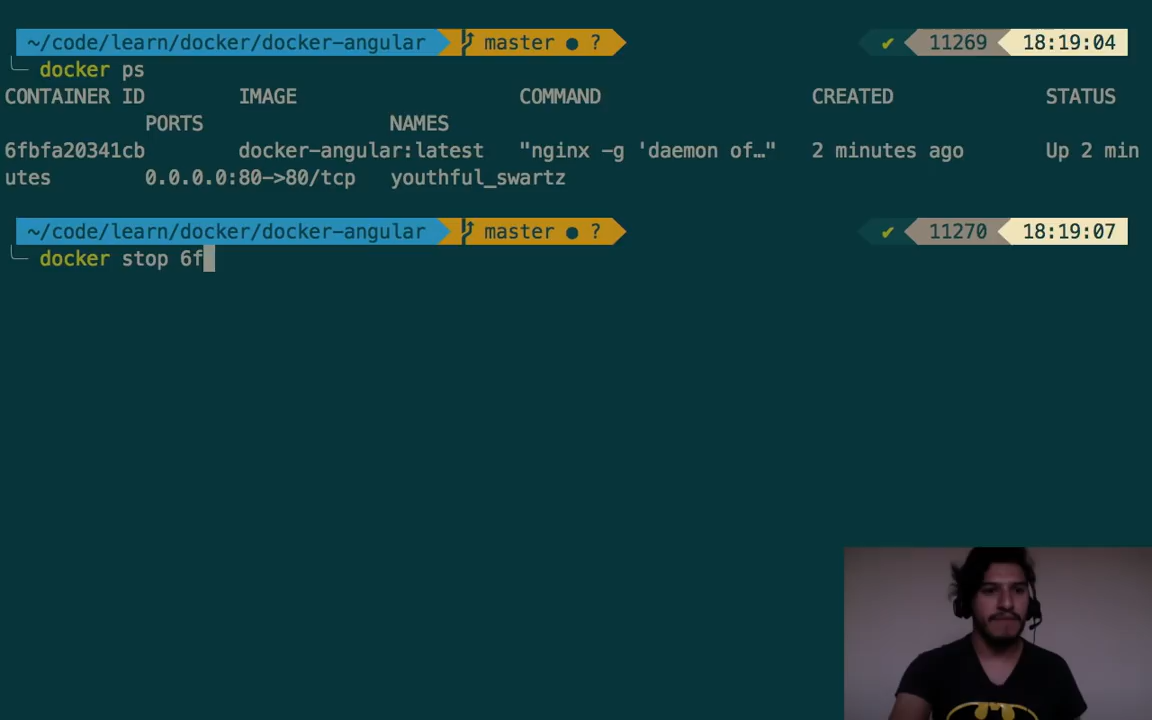 ~/code/learn/docker/docker-angular master ● ? ✔ 11269 18:19:04
docker ps
CONTAINER ID IMAGE COMMAND CREATED STATUS
PORTS NAMES
6fbfa20341cb docker-angular:latest "nginx -g 'daemon of…" 2 minutes ago Up 2 min
utes 0.0.0.0:80->80/tcp youthful_swartz
~/code/learn/docker/docker-angular master ● ? ✔ 11270 18:19:07
docker stop 6f